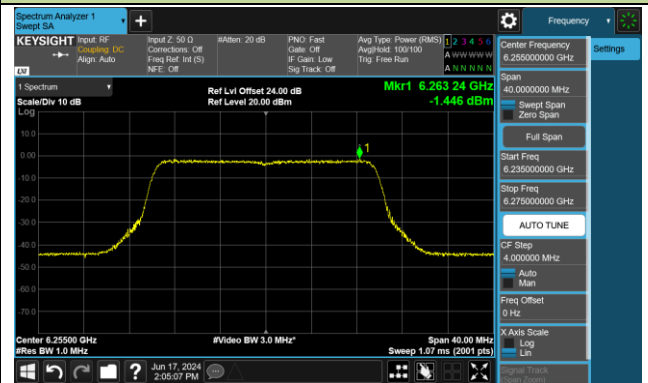 Spectrum Analyzer 1
Swept SA
+
Frequency
KEYSIGHT
Input: RF
Coupling: DC
Align: Auto
Input Z: 50 Ω
Corrections: Off
Freq Ref: Int (S)
NFE: Off
#Atten: 20 dB
PNO: Fast
Gate: Off
IF Gain: Low
Sig Track: Off
Avg Type: Power (RMS)
Avg|Hold: 100/100
Trig: Free Run
1 2 3 4 5 6
A W W W W W
A N N N N N
LXI
1 Spectrum
Scale/Div 10 dB
Log
Ref Lvl Offset 24.00 dB
Ref Level 20.00 dBm
Mkr1 6.263 24 GHz
-1.446 dBm
1
10.0
0.00
-10.0
-20.0
-30.0
-40.0
-50.0
-60.0
-70.0
Center 6.25500 GHz
#Res BW 1.0 MHz
#Video BW 3.0 MHz*
Span 40.00 MHz
Sweep 1.07 ms (2001 pts)
Center Frequency
6.255000000 GHz
Settings
Span
40.0000000 MHz
Swept Span
Zero Span
Full Span
Start Freq
6.235000000 GHz
Stop Freq
6.275000000 GHz
AUTO TUNE
CF Step
4.000000 MHz
Auto
Man
Freq Offset
0 Hz
X Axis Scale
Log
Lin
Signal Track
(Span Zoom)
?
Jun 17, 2024
2:05:07 PM